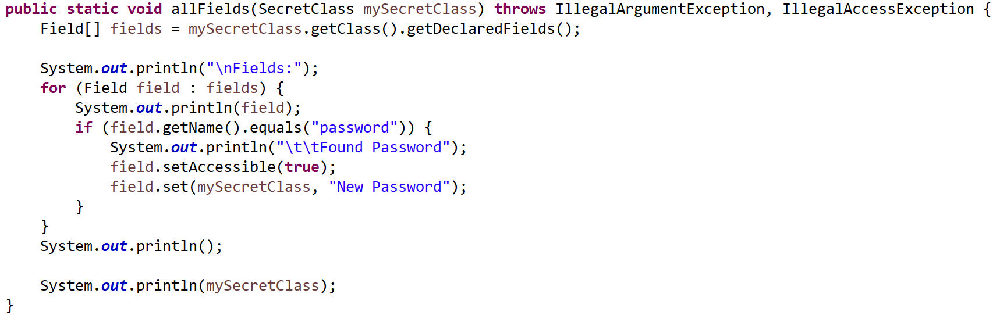 public static void allFields(SecretClass mySecretClass) throws IllegalArgumentException, IllegalAccessException {
    Field[] fields = mySecretClass.getClass().getDeclaredFields();

    System.out.println("\nFields:");
    for (Field field : fields) {
        System.out.println(field);
        if (field.getName().equals("password")) {
            System.out.println("\t\tFound Password");
            field.setAccessible(true);
            field.set(mySecretClass, "New Password");
        }
    }
    System.out.println();

    System.out.println(mySecretClass);
}